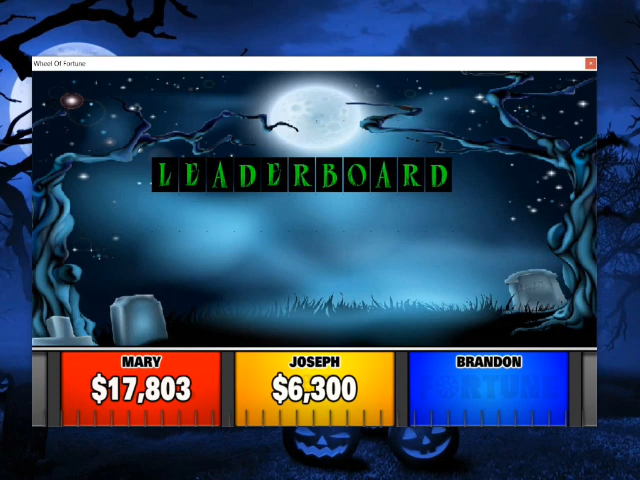 Wheel Of Fortune
LEADERBOARD
MARY
$17,803
JOSEPH
$6,300
BRANDON